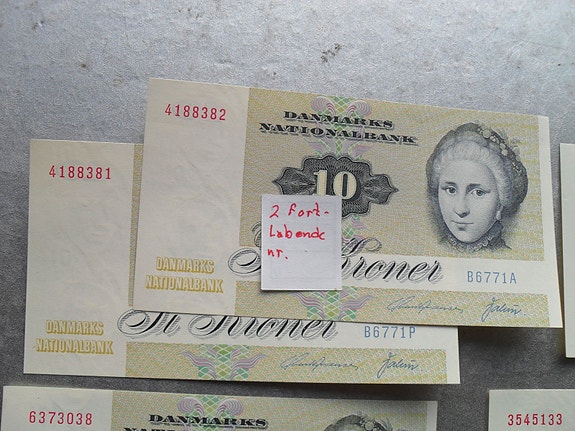 4188382
DANMARKS
NATIONALBANK
10
2 fort-
Løbende
nr.
Kroner
DANMARKS
NATIONALBANK
B6771A
4188381
Ti Kroner
DANMARKS
NATIONALBANK
B6771P
6373038
DANMARKS
3545133